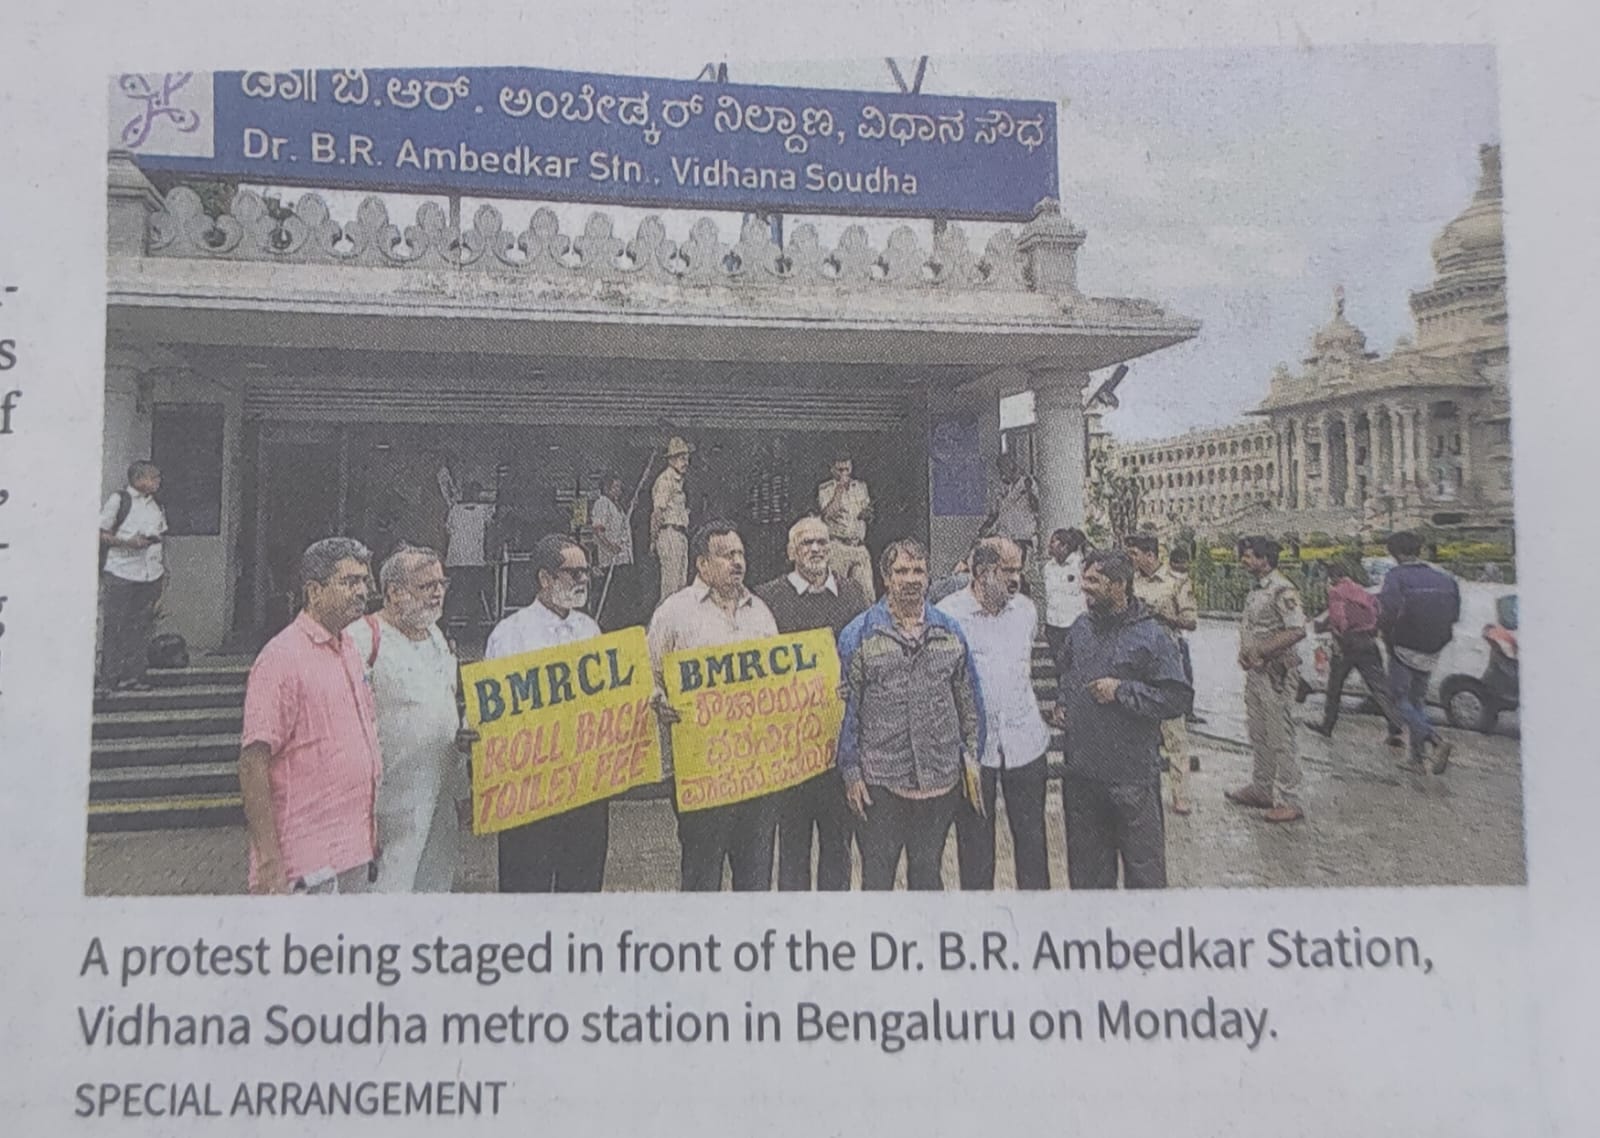 ಡಾ|| ಬಿ.ಆರ್. ಅಂಬೇಡ್ಕರ್ ನಿಲ್ದಾಣ, ವಿಧಾನ ಸೌಧ
Dr. B.R. Ambedkar Stn., Vidhana Soudha
BMRCL
ROLL BACK
TOILET FEE
BMRCL
A protest being staged in front of the Dr. B.R. Ambedkar Station,
Vidhana Soudha metro station in Bengaluru on Monday.
SPECIAL ARRANGEMENT